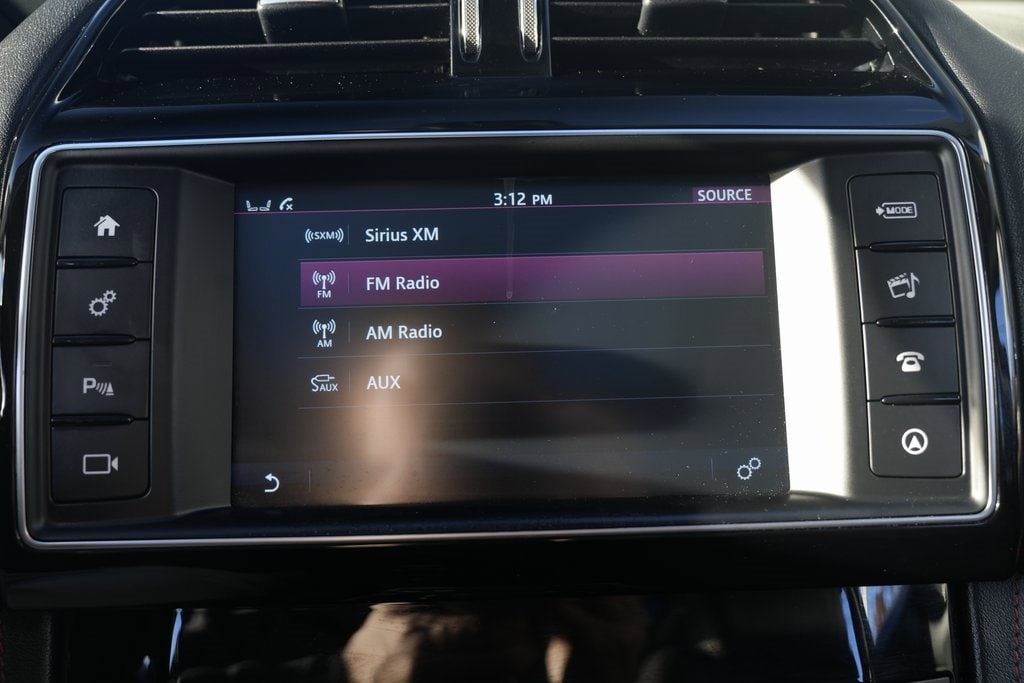 3:12 PM SOURCE
SXM Sirius XM
FM FM Radio
AM AM Radio
AUX AUX
P
MODE